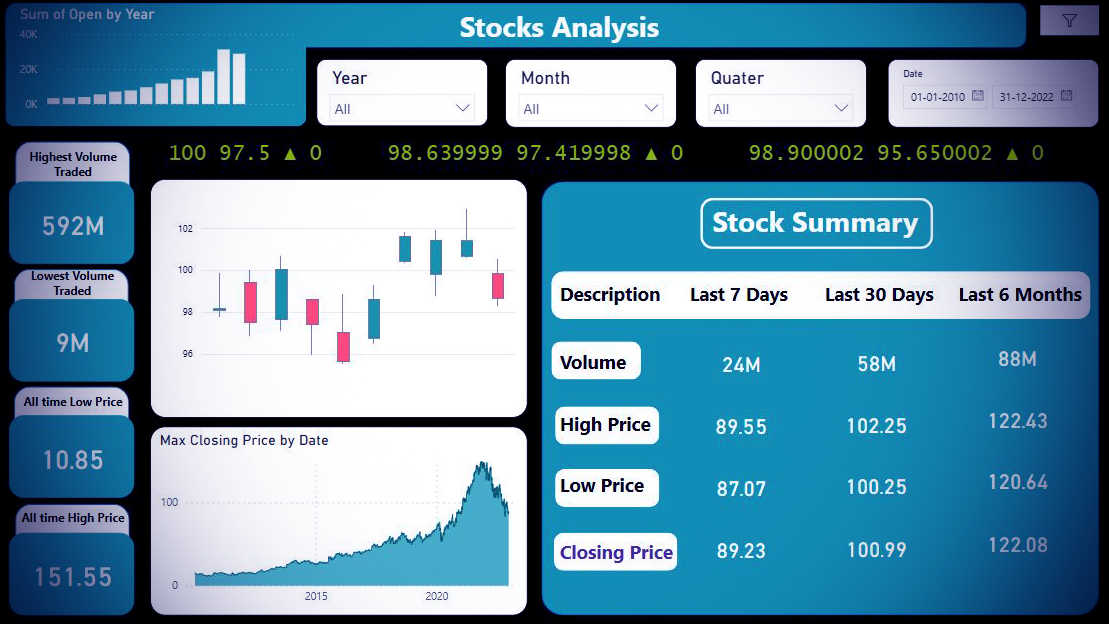 Sum of Open by Year
40K
20K
0K
Stocks Analysis
Year
All
Month
All
Quater
All
Date
01-01-2010
31-12-2022
100 97.5 ▲ 0
98.639999 97.419998 ▲ 0
98.900002 95.650002 ▲ 0
Highest Volume
Traded
592M
Lowest Volume
Traded
9M
All time Low Price
10.85
All time High Price
151.55
102
100
98
96
Max Closing Price by Date
100
0
2015
2020
Stock Summary
Description Last 7 Days Last 30 Days Last 6 Months
Volume 24M 58M 88M
High Price 89.55 102.25 122.43
Low Price 87.07 100.25 120.64
Closing Price 89.23 100.99 122.08